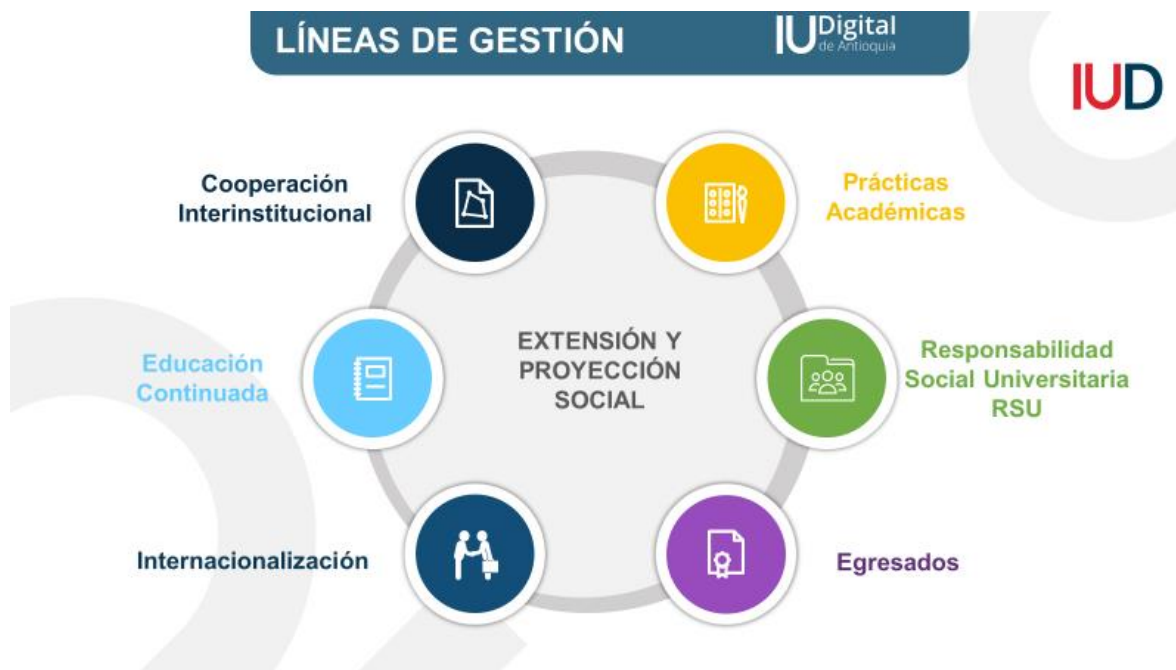 LÍNEAS DE GESTIÓN
IU Digital
de Antioquia
IUD
Cooperación
Interinstitucional
Prácticas
Académicas
Educación
Continuada
EXTENSIÓN Y
PROYECCIÓN
SOCIAL
Responsabilidad
Social Universitaria
RSU
Internacionalización
Egresados